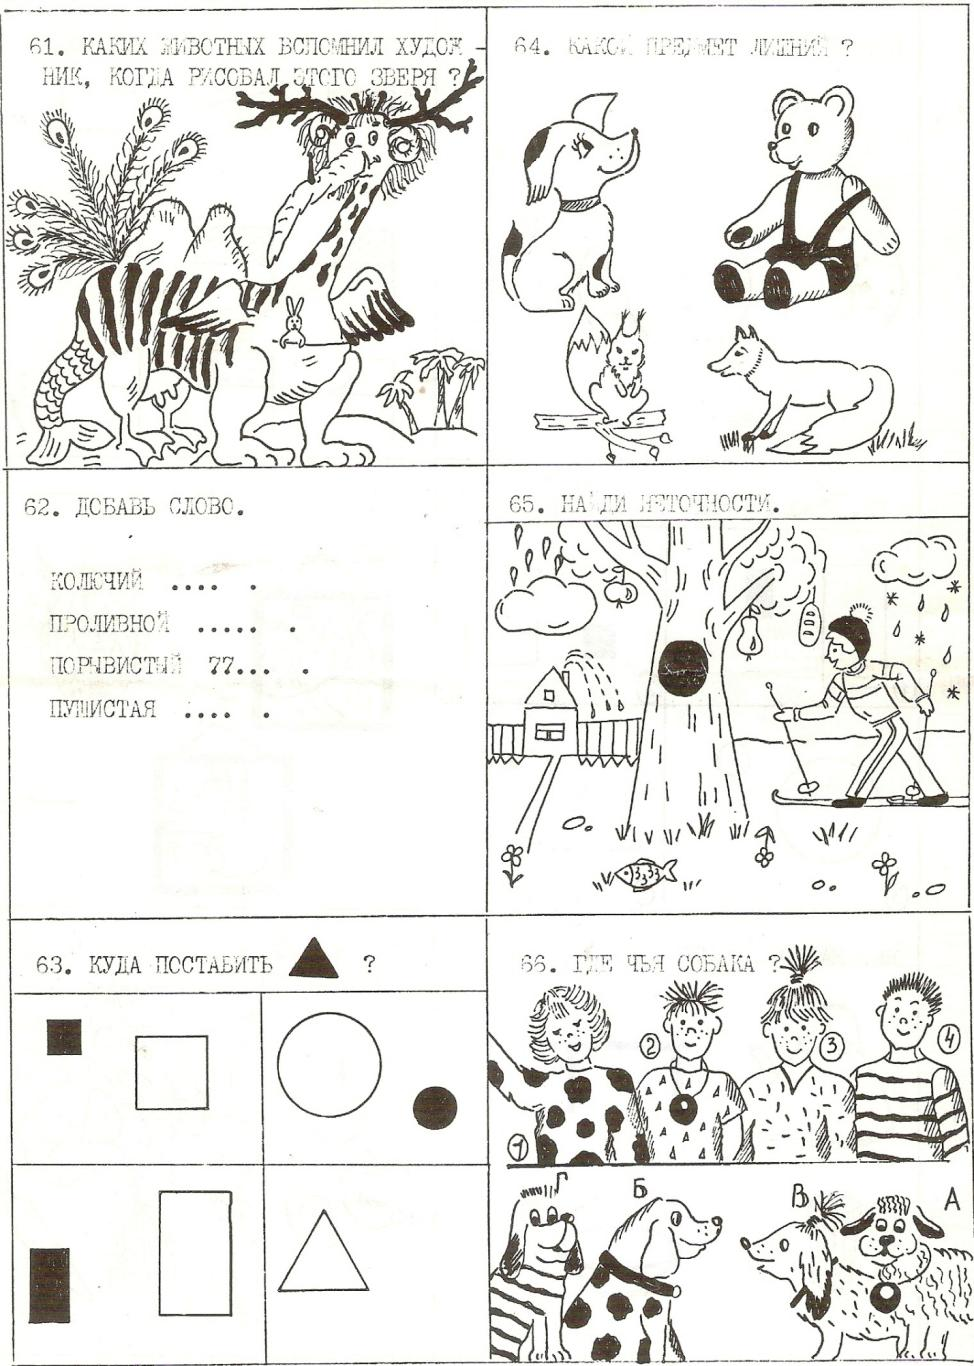 61. КАКИХ ЖИВОТНЫХ ВСПОМНИЛ ХУДОЖ-
НИК, КОГДА РИСОВАЛ ЭТОГО ЗВЕРЯ ?
62. ДОБАВЬ СЛОВО.
КОЛЮЧИЙ .... .
ПРОЛИВНОЙ ..... .
ПОРЫВИСТЫЙ 77... .
ПУШИСТАЯ .... .
63. КУДА ПОСТАВИТЬ ?
64. КАКОЙ ПРЕДМЕТ ЛИШНИЙ ?
65. НАЙДИ НЕТОЧНОСТИ.
66. ГДЕ ЧЬЯ СОБАКА ?
1 2 3 4
Г Б В А